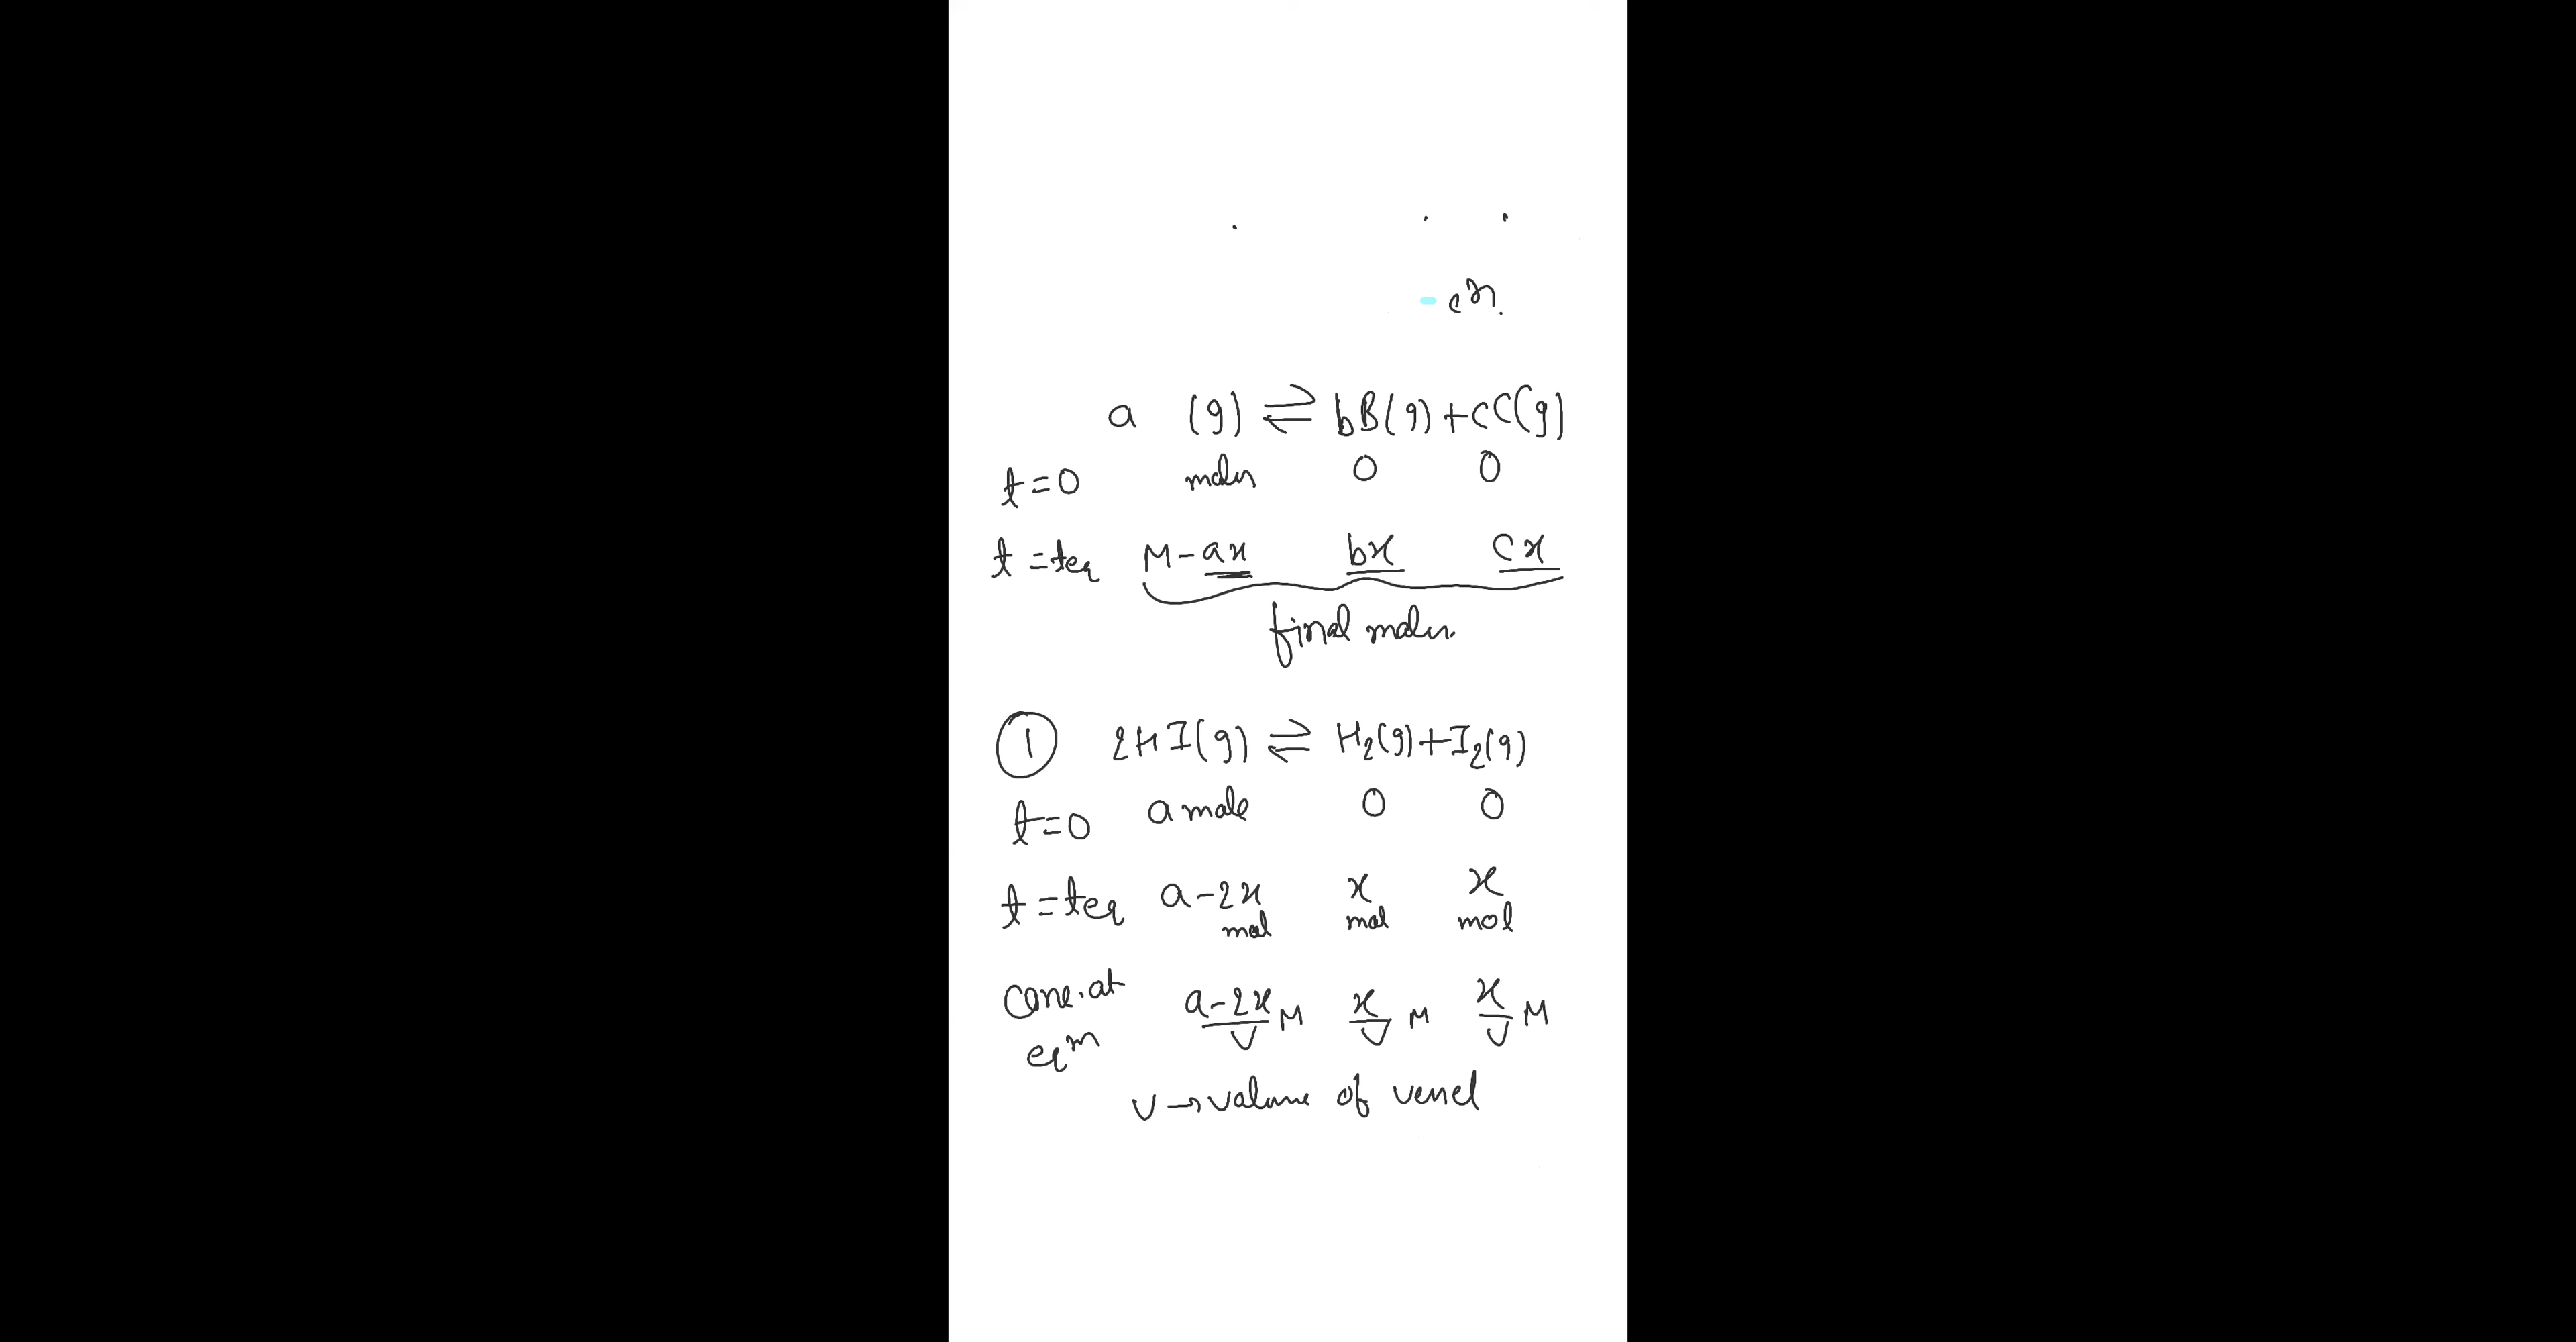 - cx.
a (g) ⇌ bB(g) + cC(g)
t=0 moles 0 0
t=teq M-ax bx cx
final moles.
① 2HI(g) ⇌ H₂(g)+I₂(g)
t=0 a mole 0 0
t=teq a-2x x x
mol mol mol
Conc. at (a-2x)/V M x/V M x/V M
eqm
V → volume of vessel